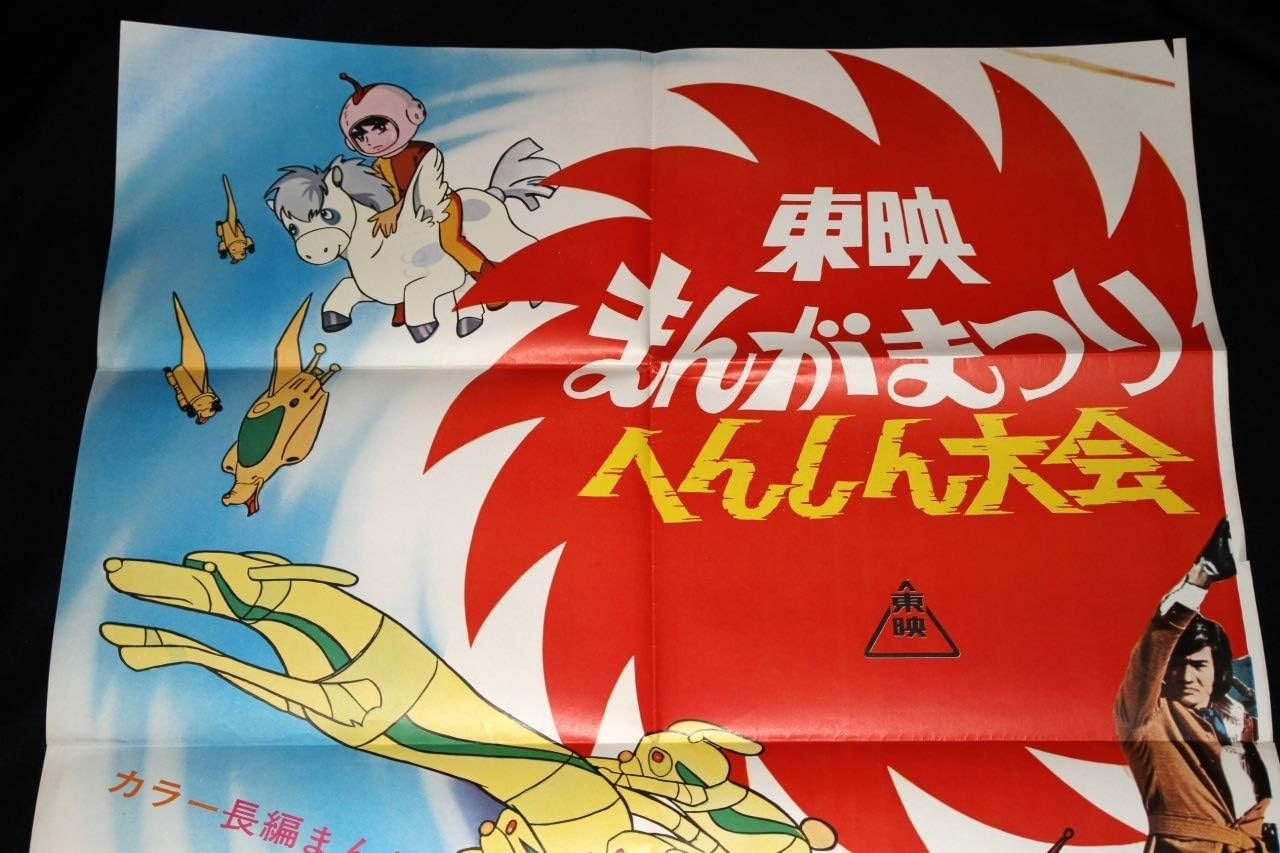 東映
まんがまつり
へんしん大会
東映
カラー長編まん